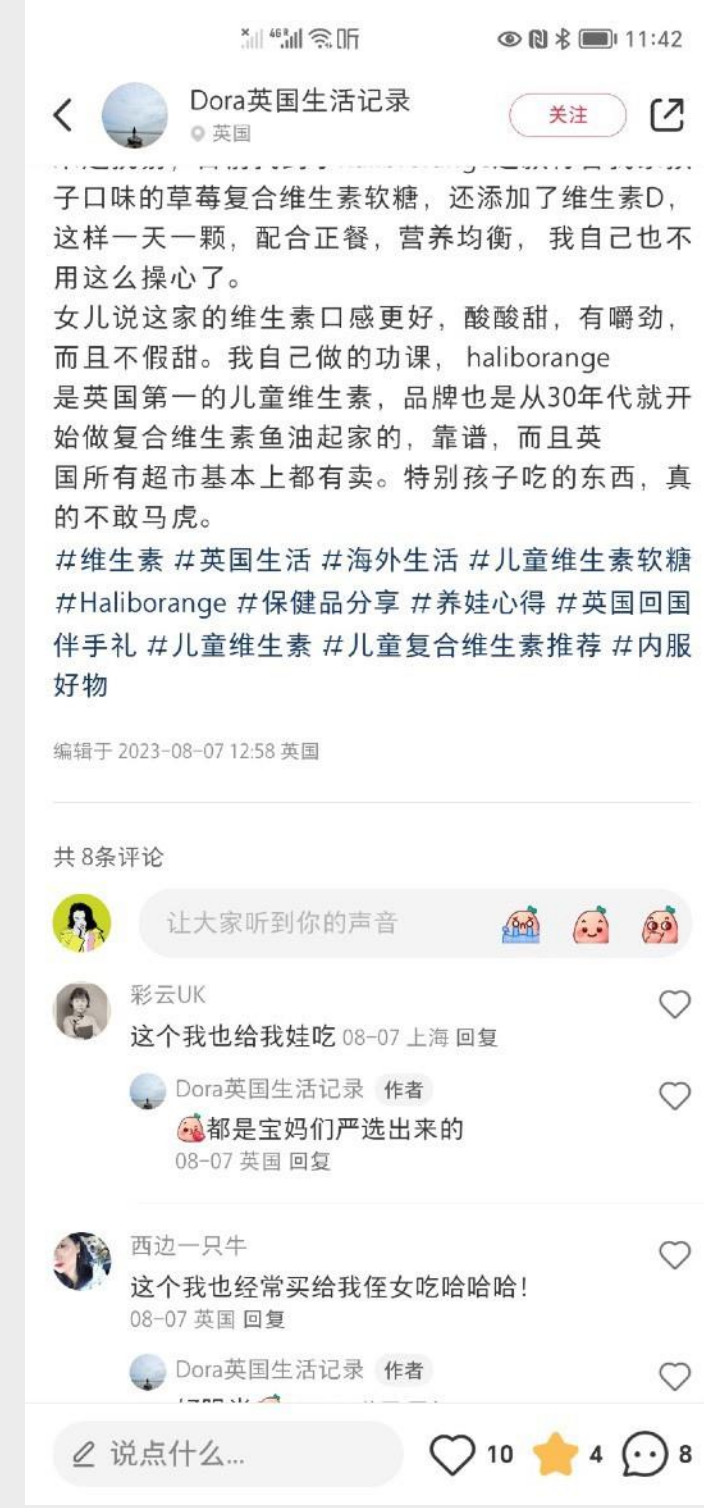 46 听 11:42
Dora英国生活记录
英国
关注
子口味的草莓复合维生素软糖，还添加了维生素D，
这样一天一颗，配合正餐，营养均衡， 我自己也不
用这么操心了。
女儿说这家的维生素口感更好，酸酸甜，有嚼劲，
而且不假甜。我自己做的功课， haliborange
是英国第一的儿童维生素，品牌也是从30年代就开
始做复合维生素鱼油起家的，靠谱，而且英
国所有超市基本上都有卖。特别孩子吃的东西，真
的不敢马虎。
#维生素 #英国生活 #海外生活 #儿童维生素软糖
#Haliborange #保健品分享 #养娃心得 #英国回国
伴手礼 #儿童维生素 #儿童复合维生素推荐 #内服
好物
编辑于 2023-08-07 12:58 英国
共 8条评论
让大家听到你的声音
彩云UK
这个我也给我娃吃 08-07 上海 回复
Dora英国生活记录 作者
都是宝妈们严选出来的
08-07 英国 回复
西边一只牛
这个我也经常买给我侄女吃哈哈哈！
08-07 英国 回复
Dora英国生活记录 作者
说点什么... 10 4 8